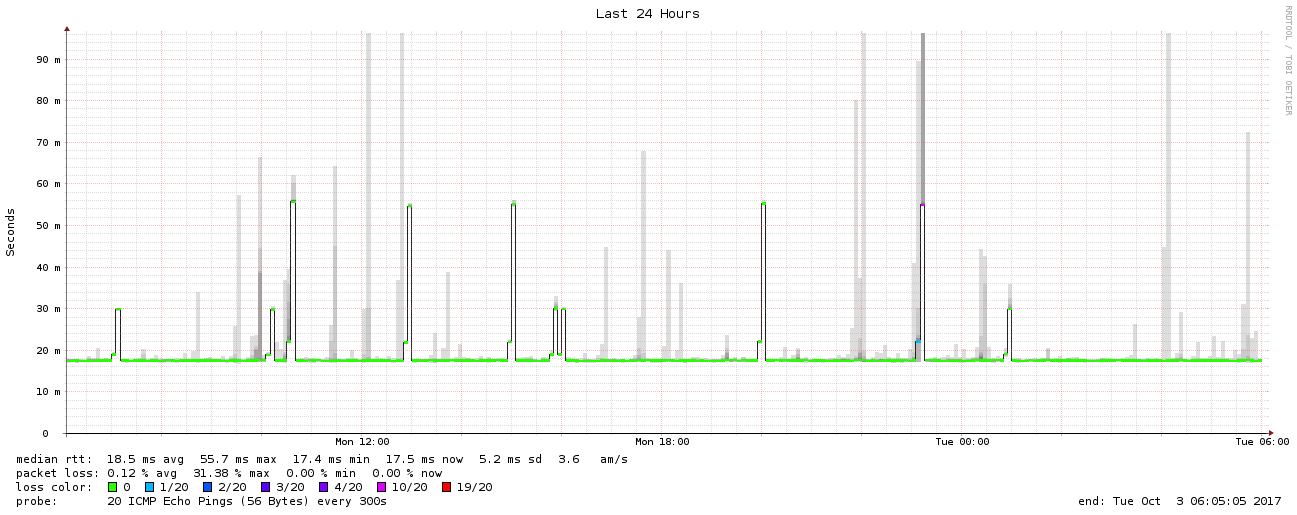 Last 24 Hours
RRDTOOL / TOBI OETIKER
Seconds
90 m
80 m
70 m
60 m
50 m
40 m
30 m
20 m
10 m
0
Mon 12:00 Mon 18:00 Tue 00:00 Tue 06:00
median rtt: 18.5 ms avg 55.7 ms max 17.4 ms min 17.5 ms now 5.2 ms sd 3.6 am/s
packet loss: 0.12 % avg 31.38 % max 0.00 % min 0.00 % now
loss color: 0 1/20 2/20 3/20 4/20 10/20 19/20
probe: 20 ICMP Echo Pings (56 Bytes) every 300s end: Tue Oct 3 06:05:05 2017